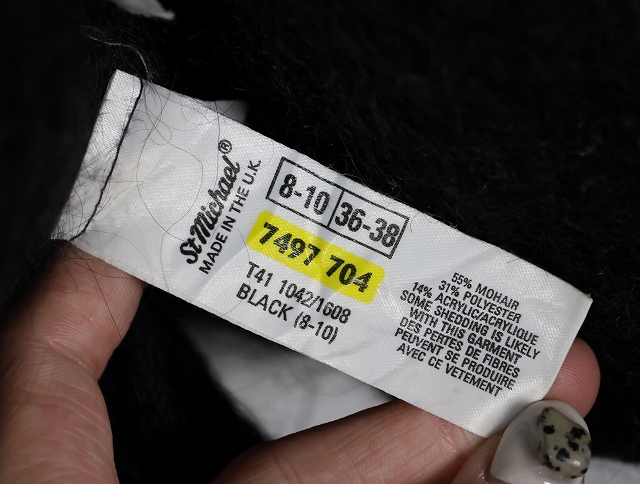 St Michael®
MADE IN THE U.K.
8-10 36-38
7497 704
T41 1042/1608
BLACK (8-10)
55% MOHAIR
31% POLYESTER
14% ACRYLIC/ACRYLIQUE
SOME SHEDDING IS LIKELY
WITH THIS GARMENT
DES PERTES DE FIBRES
PEUVENT SE PRODUIRE
AVEC CE VETEMENT